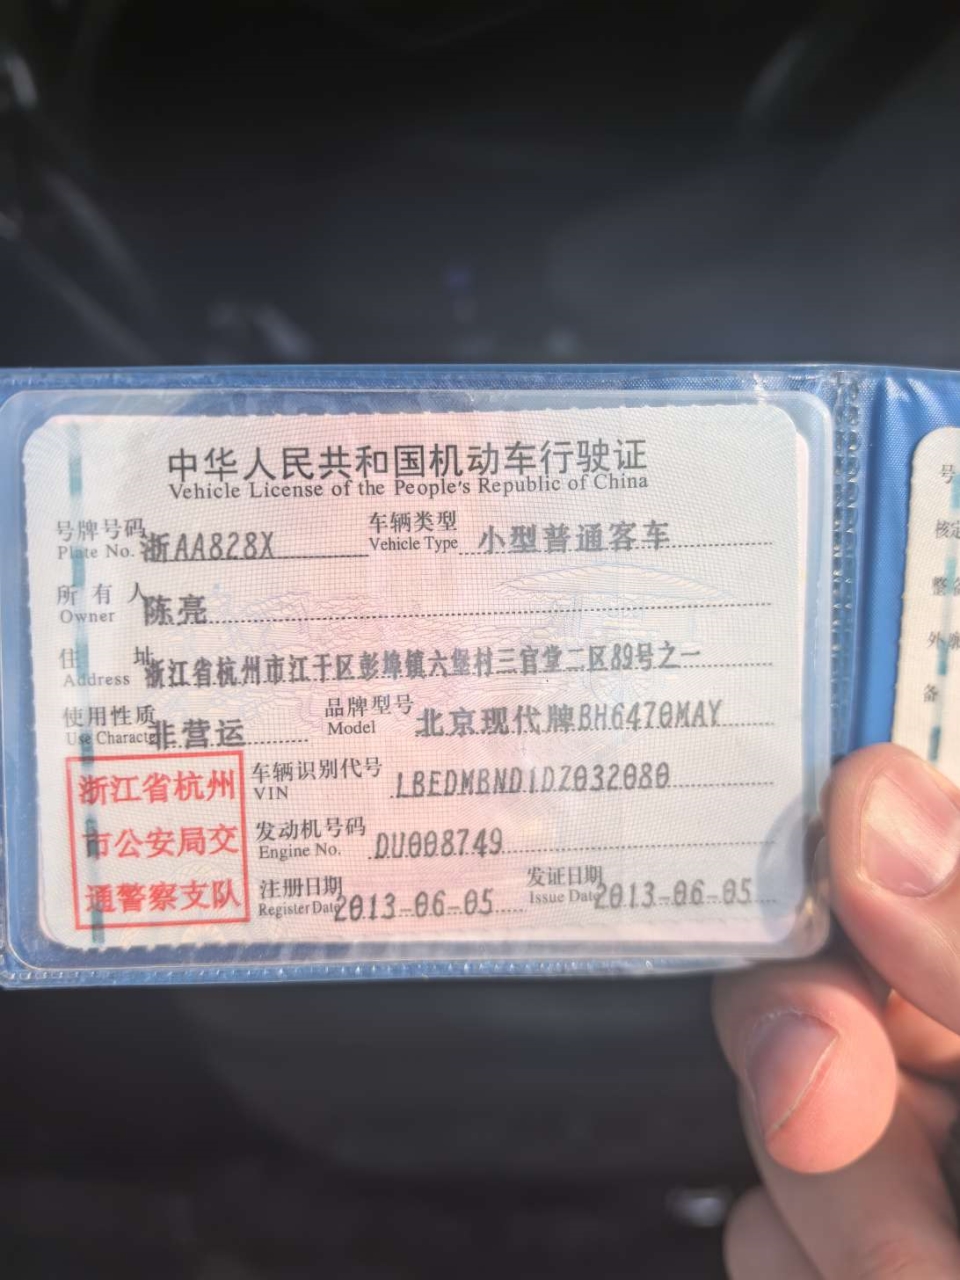 中华人民共和国机动车行驶证
Vehicle License of the People's Republic of China
号牌号码 浙AA828X 车辆类型 小型普通客车
Plate No. Vehicle Type
所有人 陈亮
Owner
住址 浙江省杭州市江干区彭埠镇六堡村三官堂二区89号之一
Address
使用性质 非营运 品牌型号 北京现代牌BH6470MAY
Use Character Model
浙江省杭州
市公安局交
通警察支队
车辆识别代号 LBEDMBND1DZ032080
VIN
发动机号码 DU008749
Engine No.
注册日期 2013-06-05 发证日期 2013-06-05
Register Date Issue Date
号
核定
整备
外廓
备